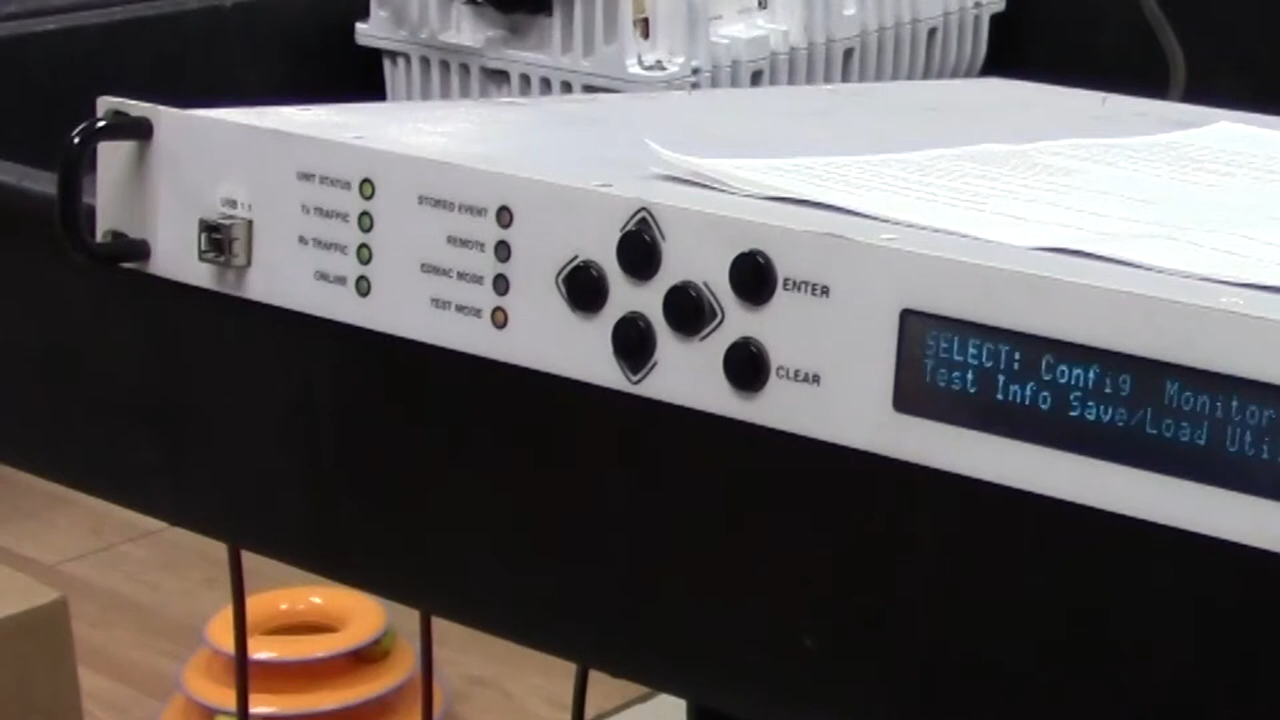 USB 1.1
UNIT STATUS
Tx TRAFFIC
Rx TRAFFIC
ONLINE
STORED EVENT
REMOTE
EDMAC MODE
TEST MODE
ENTER
CLEAR
SELECT: Config Monitor
Test Info Save/Load Uti